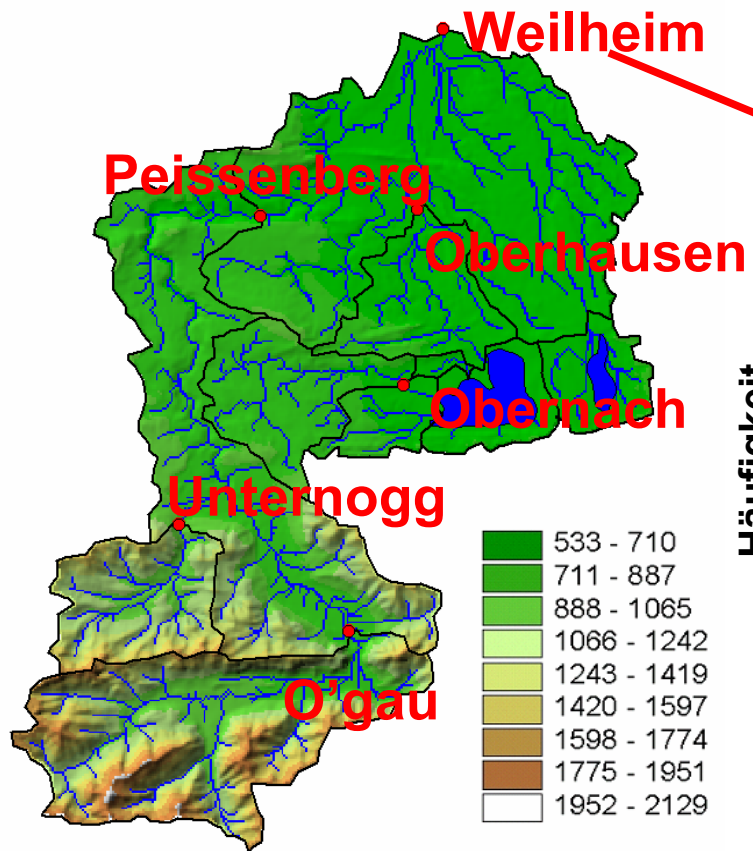 Weilheim
Peissenberg
Oberhausen
Obernach
Unternogg
O'gau
Häufigkeit
533 - 710
711 - 887
888 - 1065
1066 - 1242
1243 - 1419
1420 - 1597
1598 - 1774
1775 - 1951
1952 - 2129